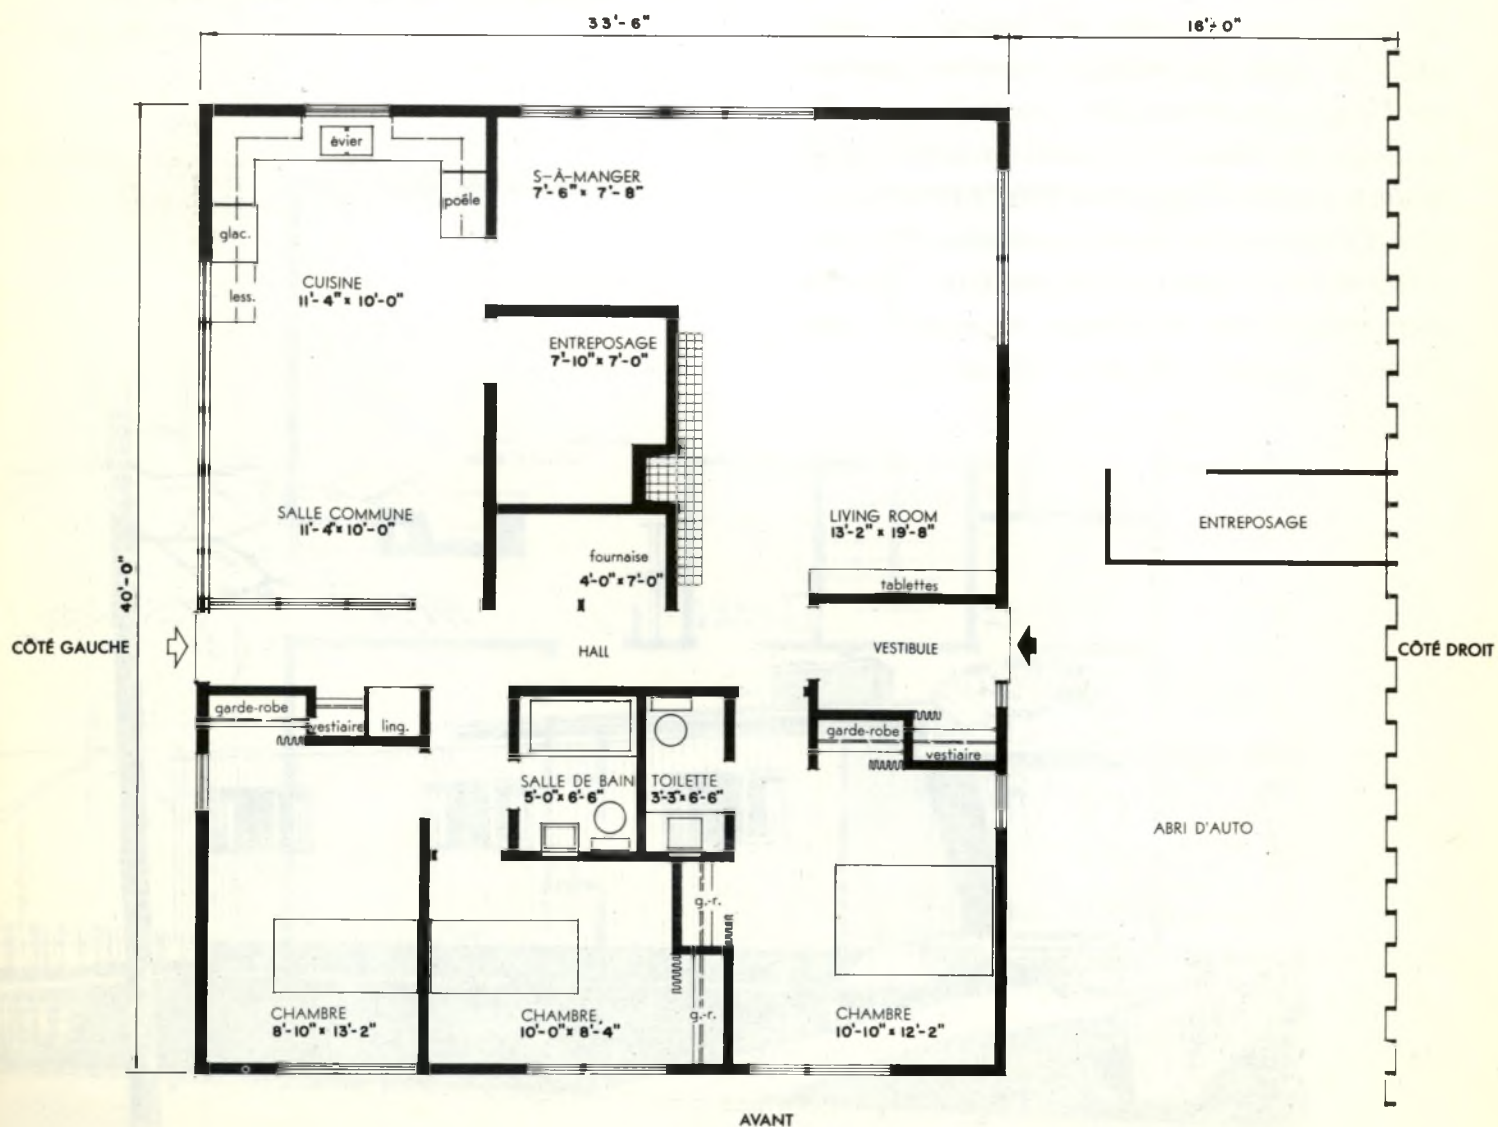 33'-6"
16'-0"
évier
S-À-MANGER
7'-6" x 7'-8"
poêle
glac.
CUISINE
11'-4" x 10'-0"
less.
ENTREPOSAGE
7'-10" x 7'-0"
SALLE COMMUNE
11'-4" x 10'-0"
LIVING ROOM
13'-2" x 19'-8"
ENTREPOSAGE
fournaise
4'-0" x 7'-0"
tablettes
40'-0"
CÔTÉ GAUCHE
HALL
VESTIBULE
CÔTÉ DROIT
garde-robe
vestiaire
ling.
garde-robe
vestiaire
SALLE DE BAIN
5'-0" x 6'-6"
TOILETTE
3'-3" x 6'-6"
ABRI D'AUTO
g.-r.
g.-r.
CHAMBRE
8'-10" x 13'-2"
CHAMBRE
10'-0" x 8'-4"
CHAMBRE
10'-10" x 12'-2"
AVANT